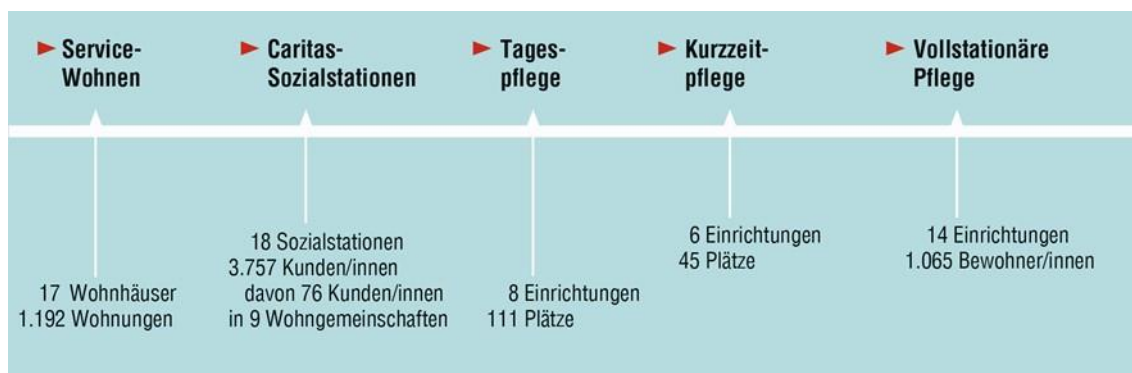 Service-
Wohnen
Caritas-
Sozialstationen
Tages-
pflege
Kurzzeit-
pflege
Vollstationäre
Pflege
17 Wohnhäuser
1.192 Wohnungen
18 Sozialstationen
3.757 Kunden/innen
davon 76 Kunden/innen
in 9 Wohngemeinschaften
8 Einrichtungen
111 Plätze
6 Einrichtungen
45 Plätze
14 Einrichtungen
1.065 Bewohner/innen